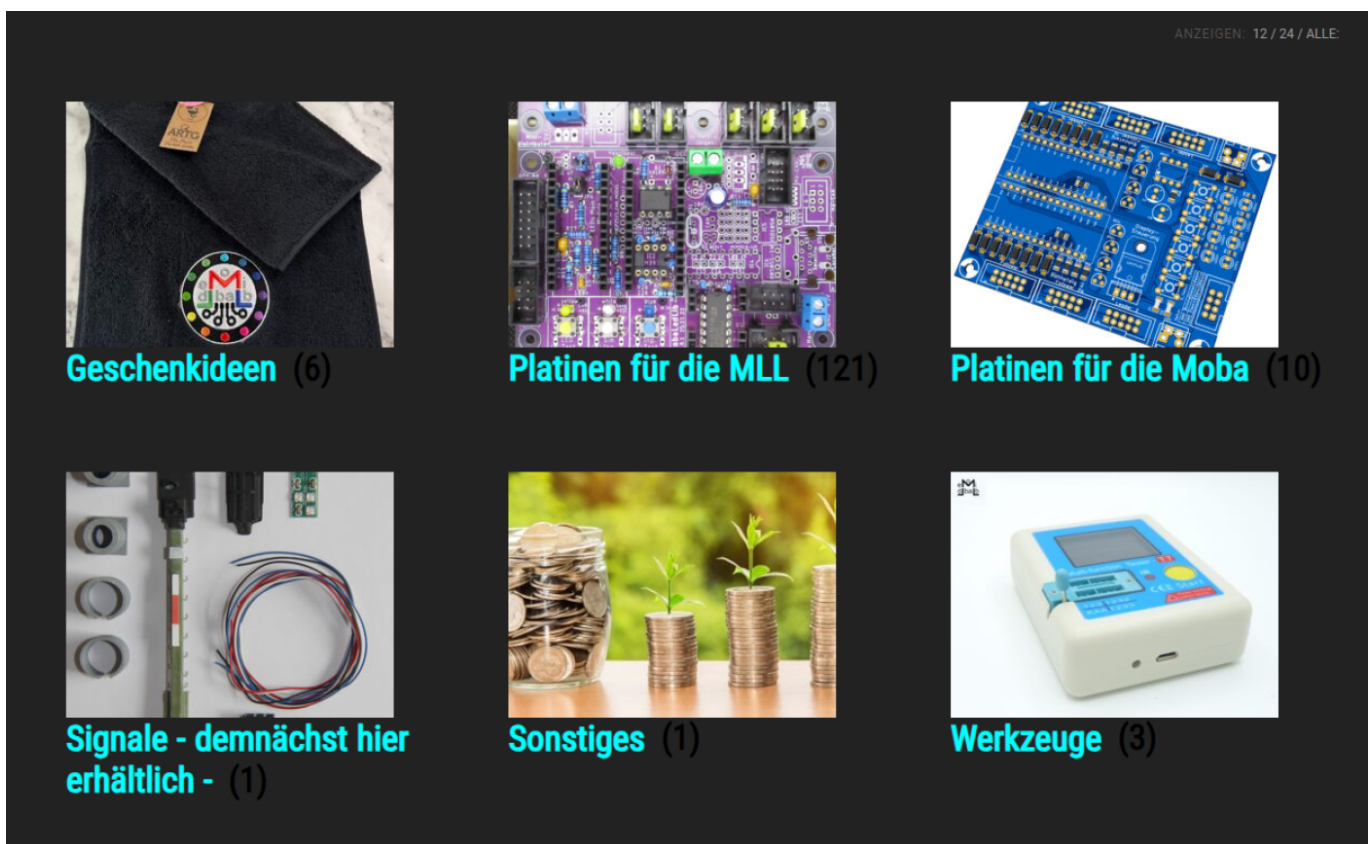 ANZEIGEN: 12 / 24 / ALLE:
ARTG
Geschenkideen (6)
Platinen für die MLL (121)
Platinen für die Moba (10)
Signale - demnächst hier
erhältlich - (1)
Sonstiges (1)
Werkzeuge (3)